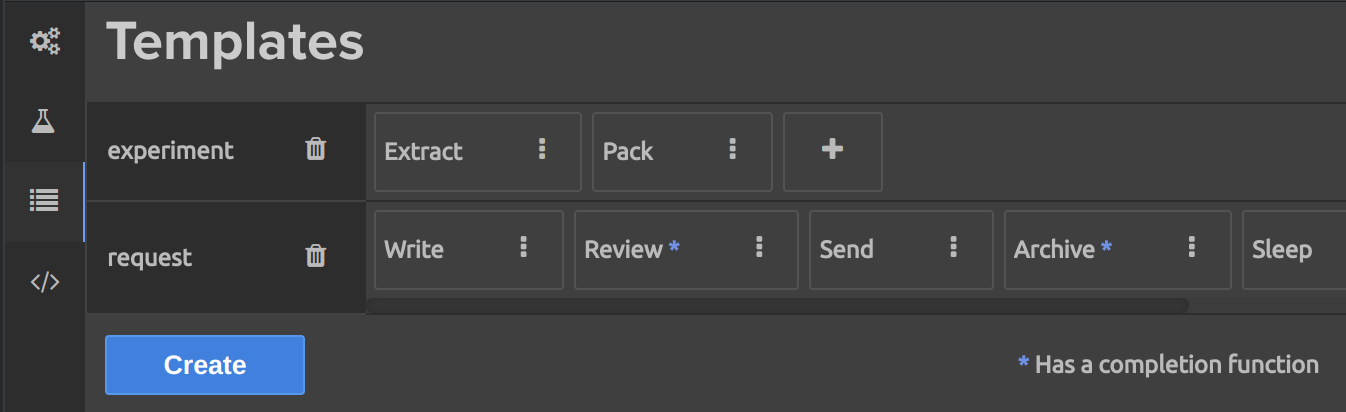 Templates
experiment Extract Pack
request Write Review * Send Archive * Sleep
Create * Has a completion function